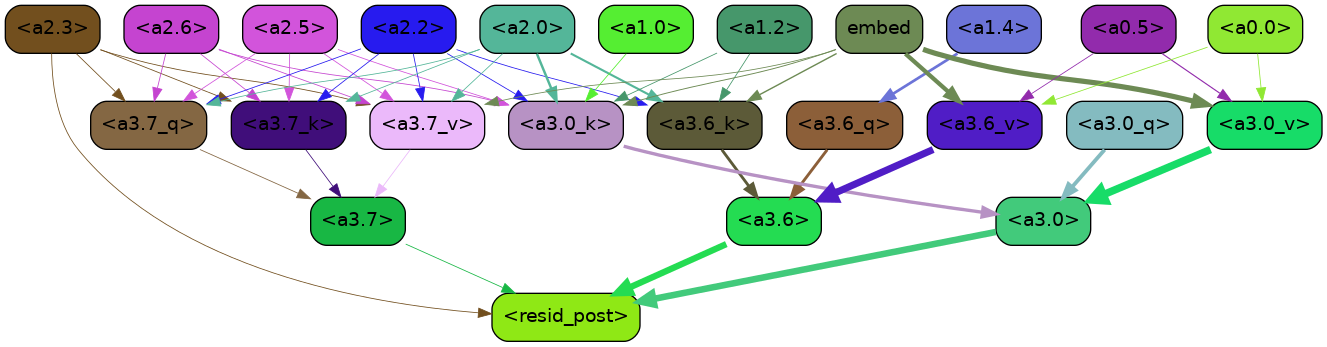 <a2.3> <a2.6> <a2.5> <a2.2> <a2.0> <a1.0> <a1.2> embed <a1.4> <a0.5> <a0.0>
<a3.7_q> <a3.7_k> <a3.7_v> <a3.0_k> <a3.6_k> <a3.6_q> <a3.6_v> <a3.0_q> <a3.0_v>
<a3.7> <a3.6> <a3.0>
<resid_post>